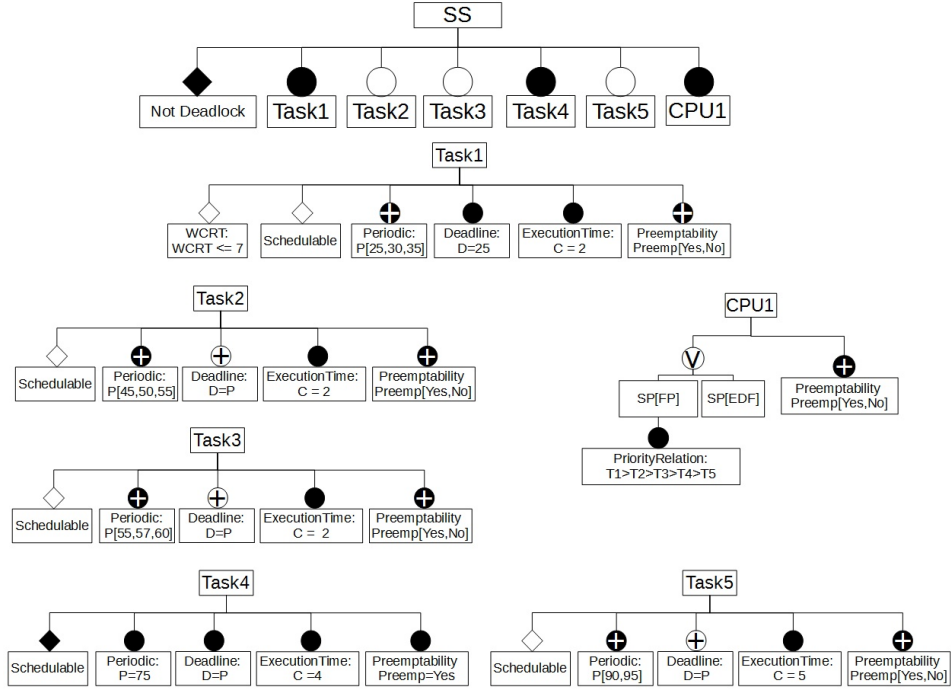 SS
Not Deadlock
Task1
Task2
Task3
Task4
Task5
CPU1
Task1
WCRT:
WCRT <= 7
Schedulable
Periodic:
P[25,30,35]
Deadline:
D=25
ExecutionTime:
C = 2
Preemptability
Preemp[Yes,No]
Task2
Schedulable
Periodic:
P[45,50,55]
Deadline:
D=P
ExecutionTime:
C = 2
Preemptability
Preemp[Yes,No]
CPU1
V
SP[FP]
SP[EDF]
Preemptability
Preemp[Yes,No]
PriorityRelation:
T1>T2>T3>T4>T5
Task3
Schedulable
Periodic:
P[55,57,60]
Deadline:
D=P
ExecutionTime:
C = 2
Preemptability
Preemp[Yes,No]
Task4
Schedulable
Periodic:
P=75
Deadline:
D=P
ExecutionTime:
C =4
Preemptability
Preemp=Yes
Task5
Schedulable
Periodic:
P[90,95]
Deadline:
D=P
ExecutionTime:
C = 5
Preemptability
Preemp[Yes,No]